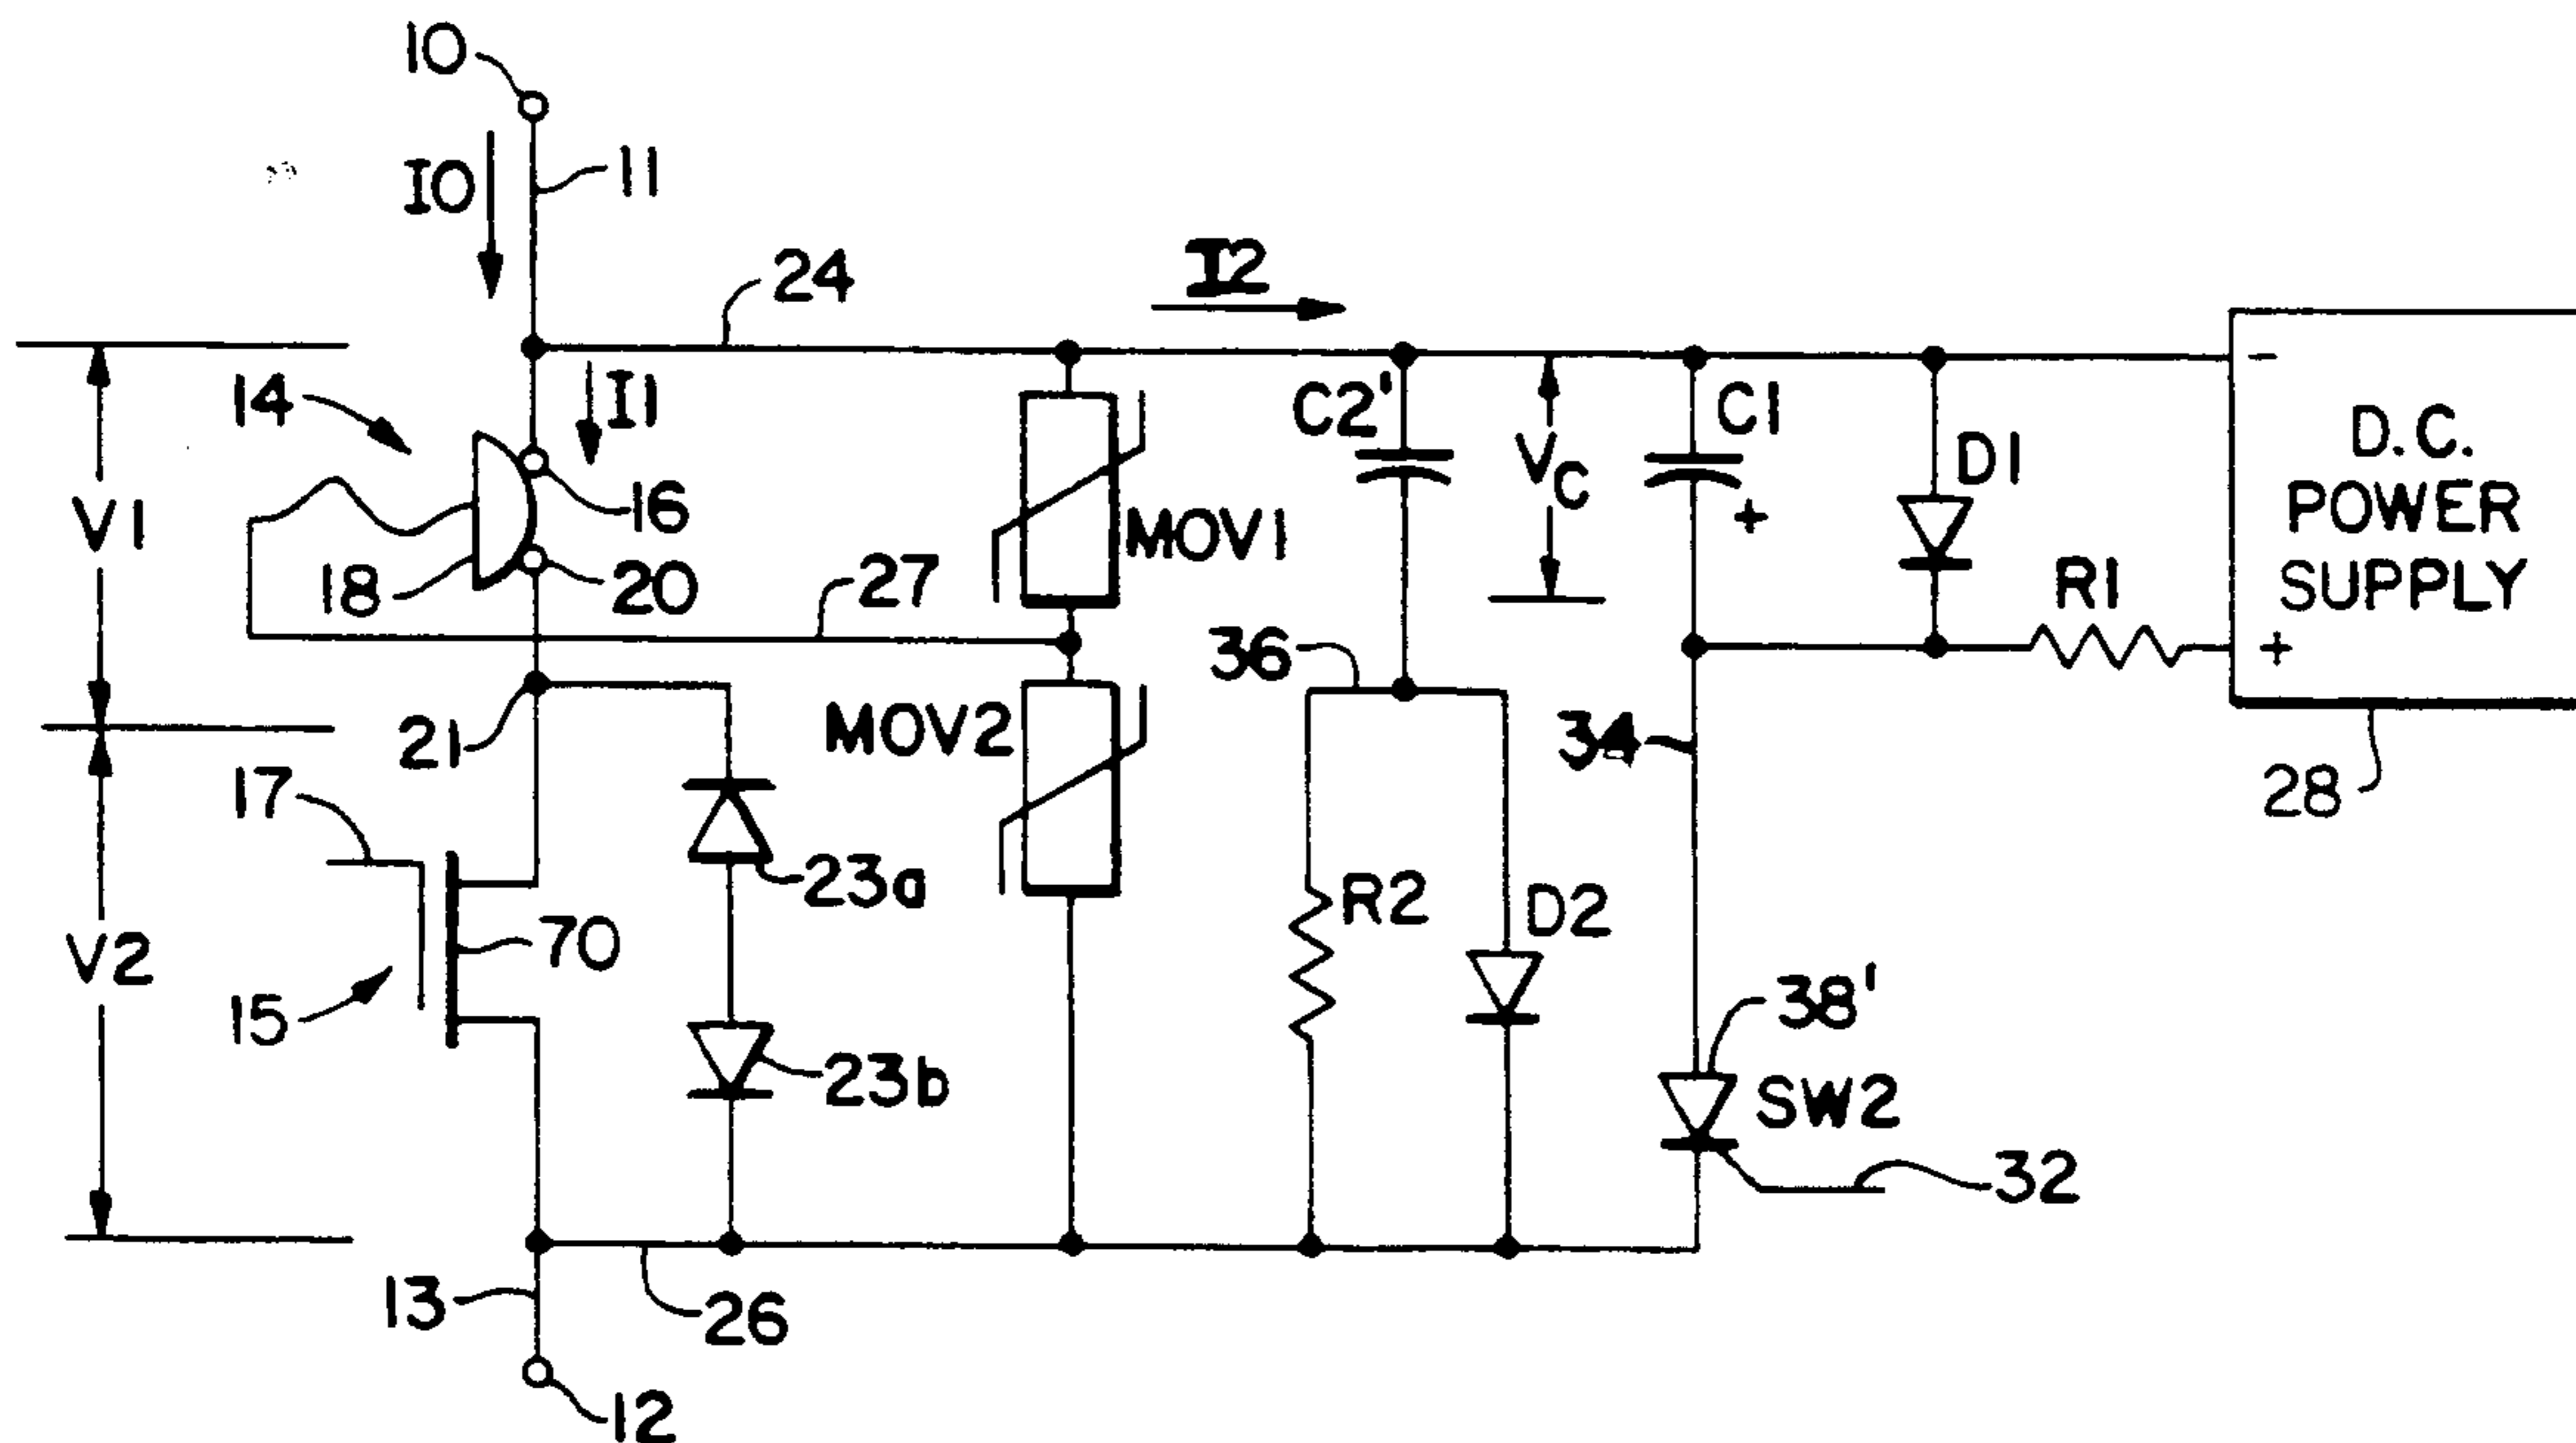 10
I0
11
24
I2
14
I1
16
V1
18
20
27
MOV1
C2'
VC
C1
+
D1
R1
-
D.C.
POWER
SUPPLY
+
28
36
34
21
MOV2
17
23a
70
V2
15
23b
R2
D2
38'
SW2
32
13
26
12